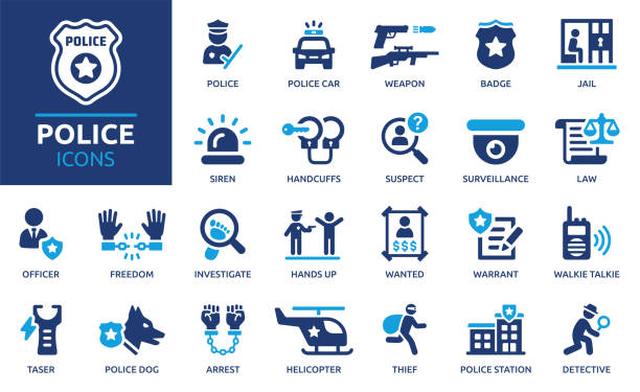 POLICE
POLICE
ICONS
POLICE
POLICE CAR
WEAPON
BADGE
JAIL
SIREN
HANDCUFFS
SUSPECT
SURVEILLANCE
LAW
OFFICER
FREEDOM
INVESTIGATE
HANDS UP
$$$
WANTED
WARRANT
WALKIE TALKIE
TASER
POLICE DOG
ARREST
HELICOPTER
THIEF
POLICE STATION
DETECTIVE
?